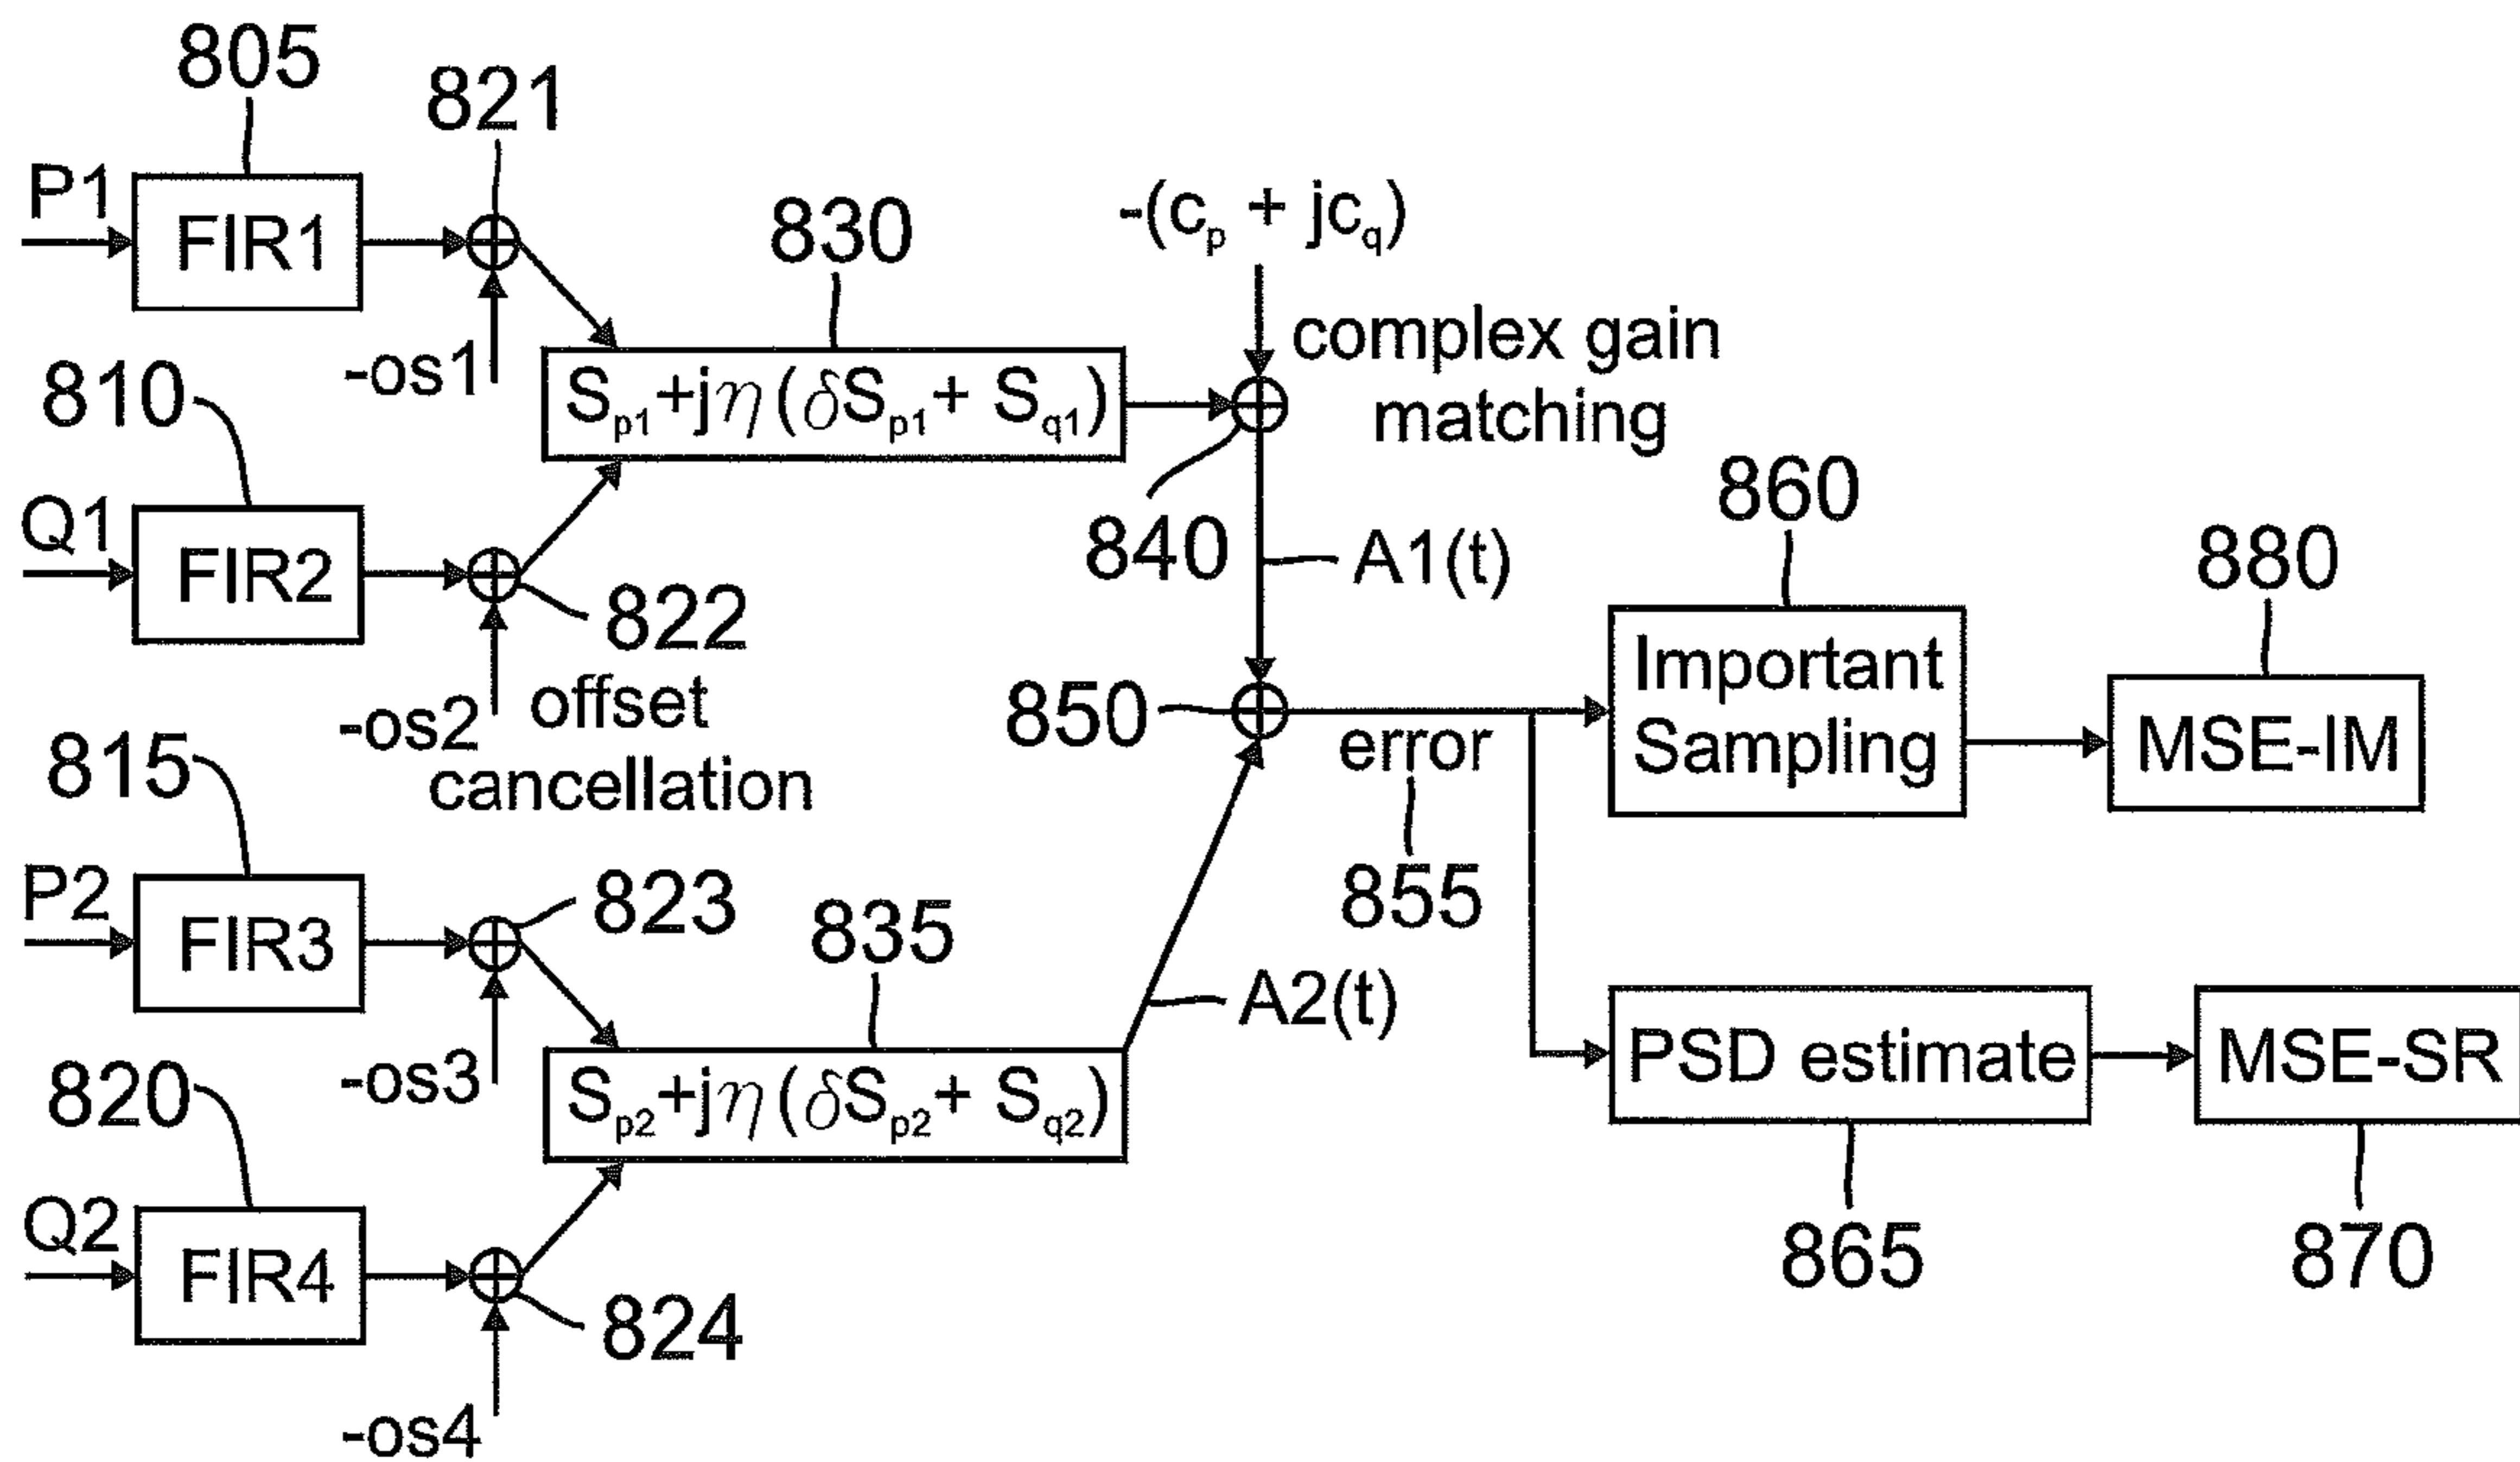 805
821
P1
FIR1
-os1
830
-(cp + jcq)
complex gain
matching
Sp1+jη(δSp1+ Sq1)
810
Q1
FIR2
822
-os2
offset
cancellation
840
A1(t)
860
880
850
error
855
Important
Sampling
MSE-IM
815
P2
FIR3
823
-os3
835
A2(t)
Sp2+jη(δSp2+ Sq2)
PSD estimate
MSE-SR
865
870
820
Q2
FIR4
824
-os4